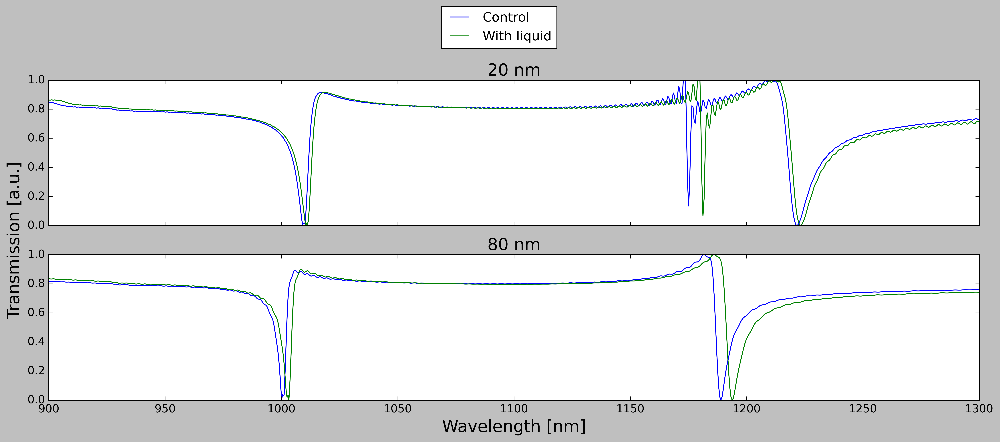 Control
With liquid
20 nm
1.0
0.8
0.6
0.4
0.2
0.0
Transmission [a.u.]
80 nm
1.0
0.8
0.6
0.4
0.2
0.0
900 950 1000 1050 1100 1150 1200 1250 1300
Wavelength [nm]